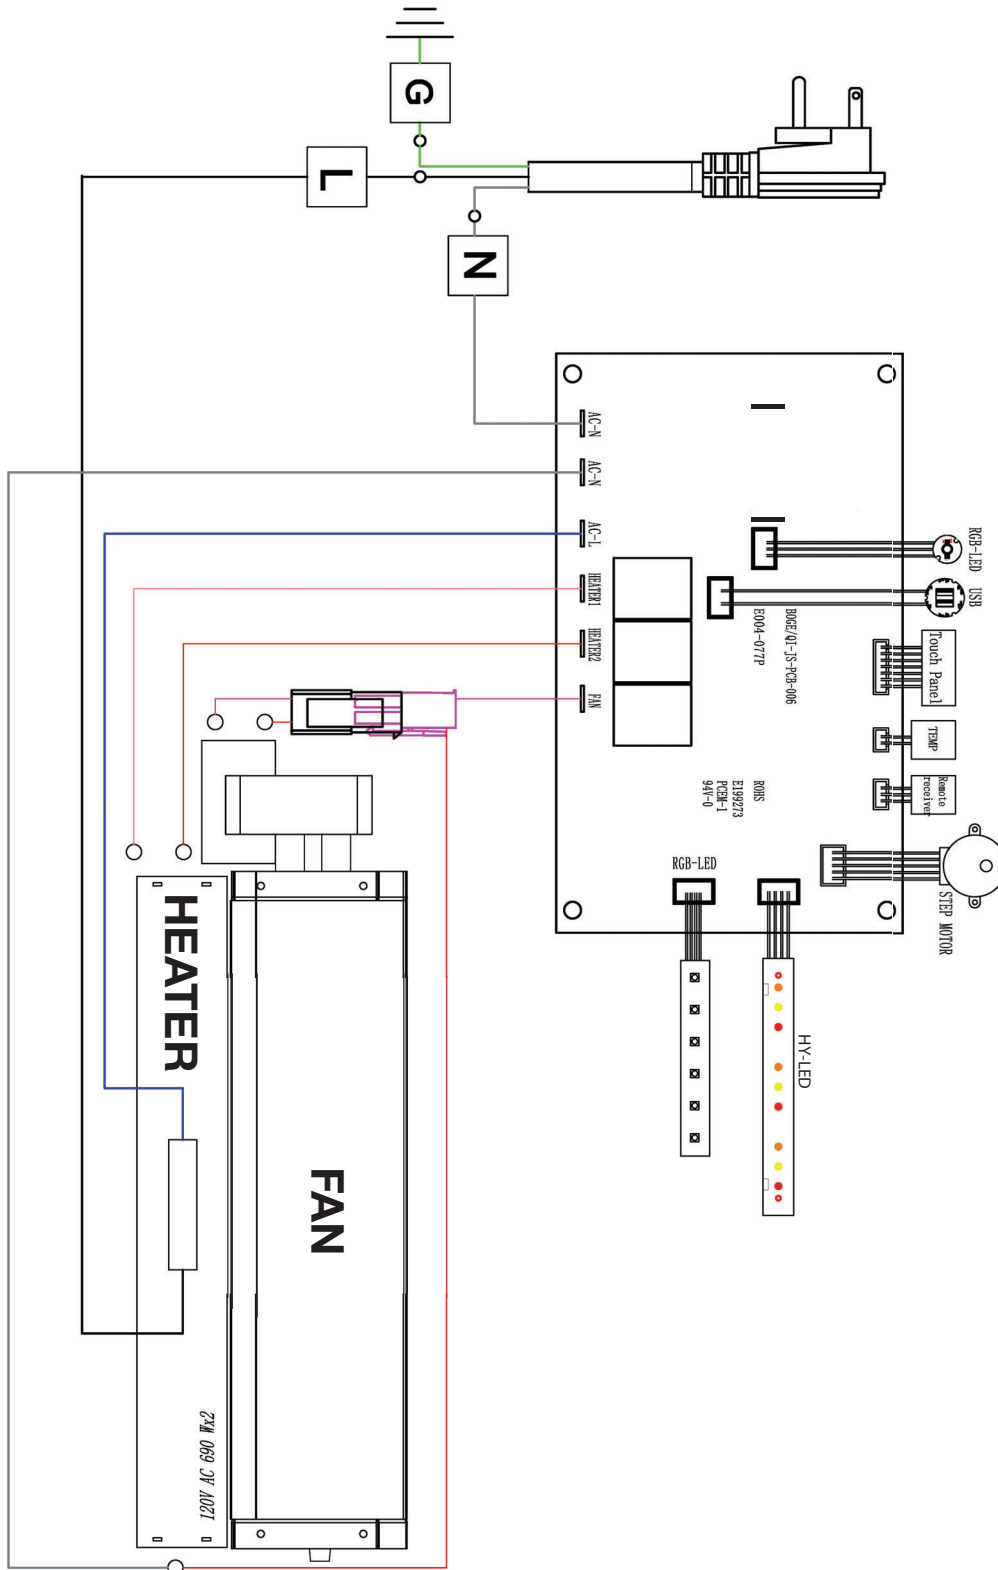 G
L
N
AC-N
AC-N
AC-L
HEATER1
HEATER2
FAN
RGB-LED
USB
Touch Panel
TEMP
Remote
receiver
STEP MOTOR
BOGE/QI-JS-PCB-006
E004-077P
ROHS
E199273
PCEM-1
94V-0
RGB-LED
HY-LED
HEATER
FAN
120V AC 690 Wx2